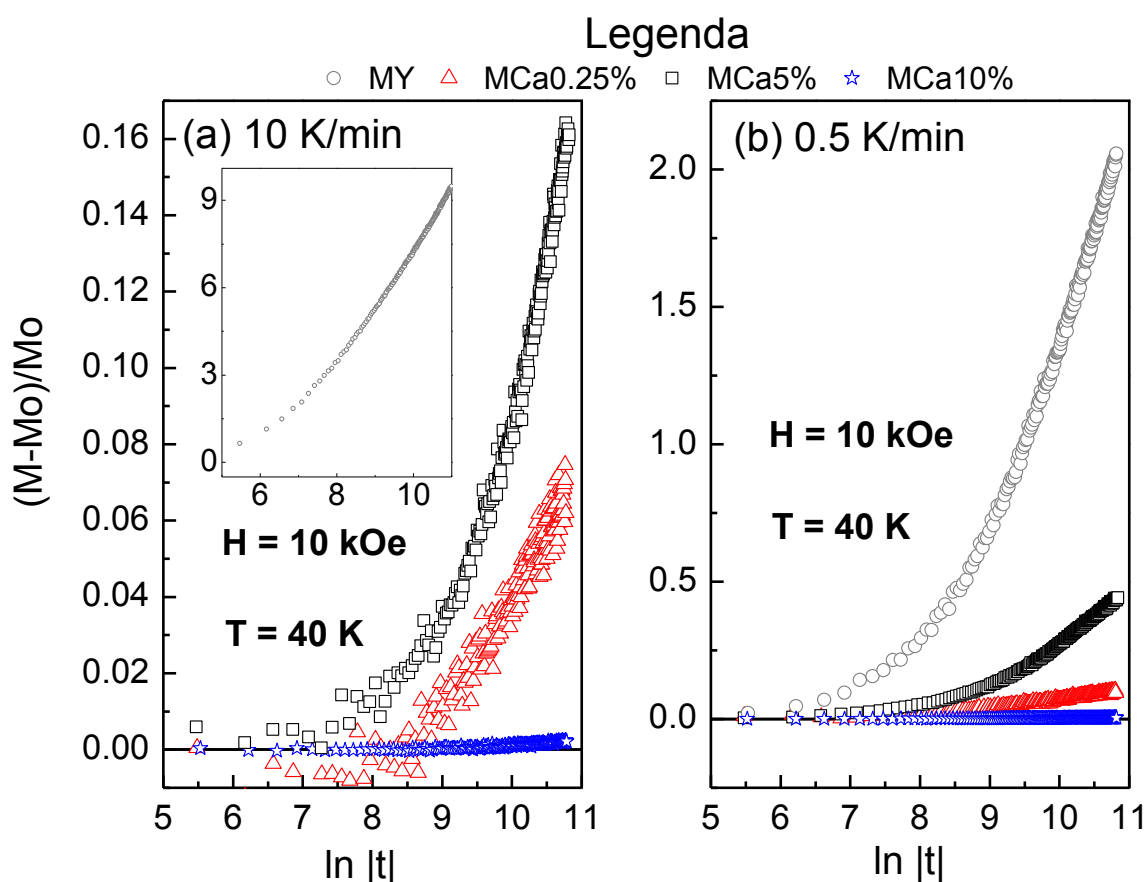 Legenda
MY MCa0.25% MCa5% MCa10%
(a) 10 K/min
0.16
0.14
0.12
0.10
0.08
0.06
0.04
0.02
0.00
(M-Mo)/Mo
9
6
3
0
6 8 10
H = 10 kOe
T = 40 K
5 6 7 8 9 10 11
ln |t|
(b) 0.5 K/min
2.0
1.5
1.0
0.5
0.0
H = 10 kOe
T = 40 K
5 6 7 8 9 10 11
ln |t|